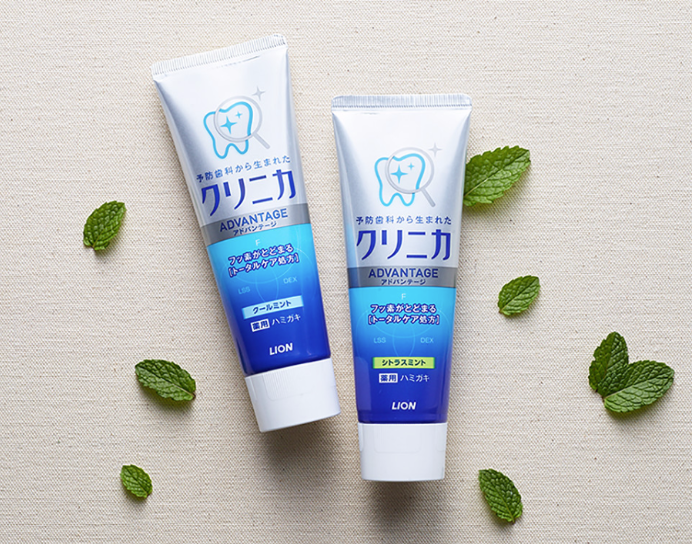 予防歯科から生まれた
クリニカ
ADVANTAGE
アドバンテージ
F
フッ素がとどまる
[トータルケア処方]
LSS DEX
クールミント
薬用 ハミガキ
LION
予防歯科から生まれた
クリニカ
ADVANTAGE
アドバンテージ
F
フッ素がとどまる
[トータルケア処方]
LSS DEX
シトラスミント
薬用 ハミガキ
LION